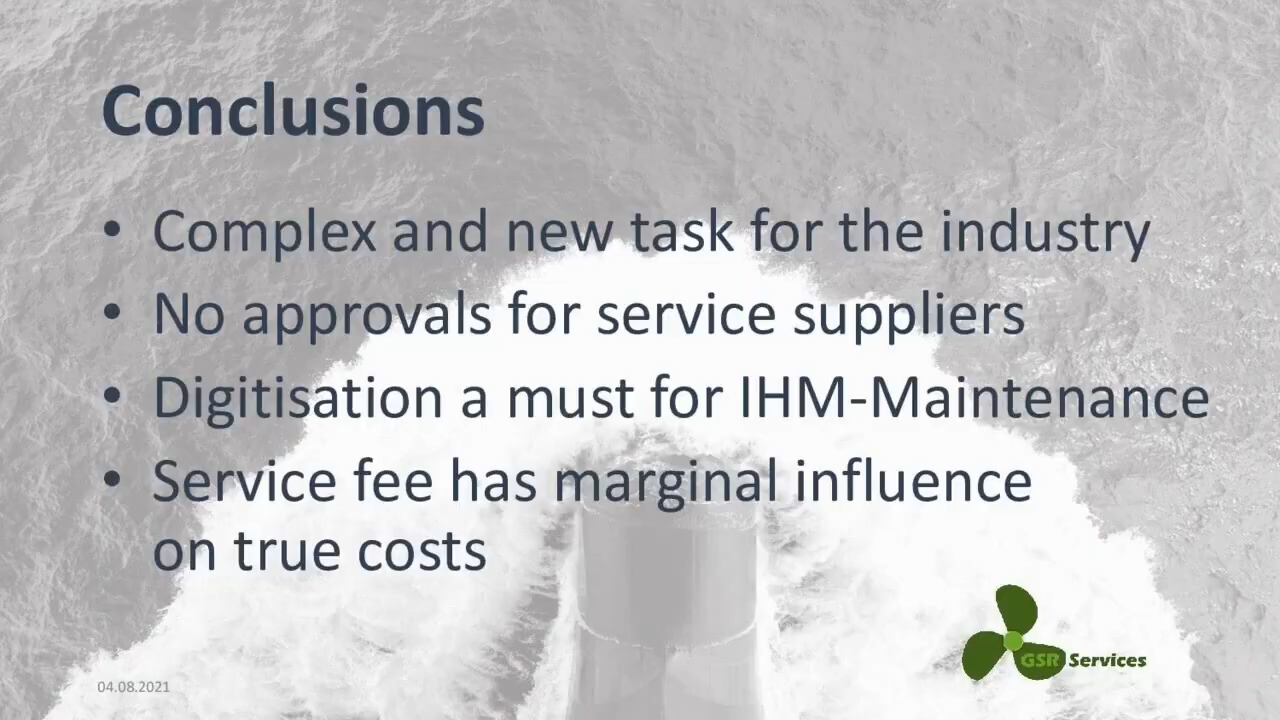 Conclusions
• Complex and new task for the industry
• No approvals for service suppliers
• Digitisation a must for IHM-Maintenance
• Service fee has marginal influence
on true costs
GSR Services
04.08.2021